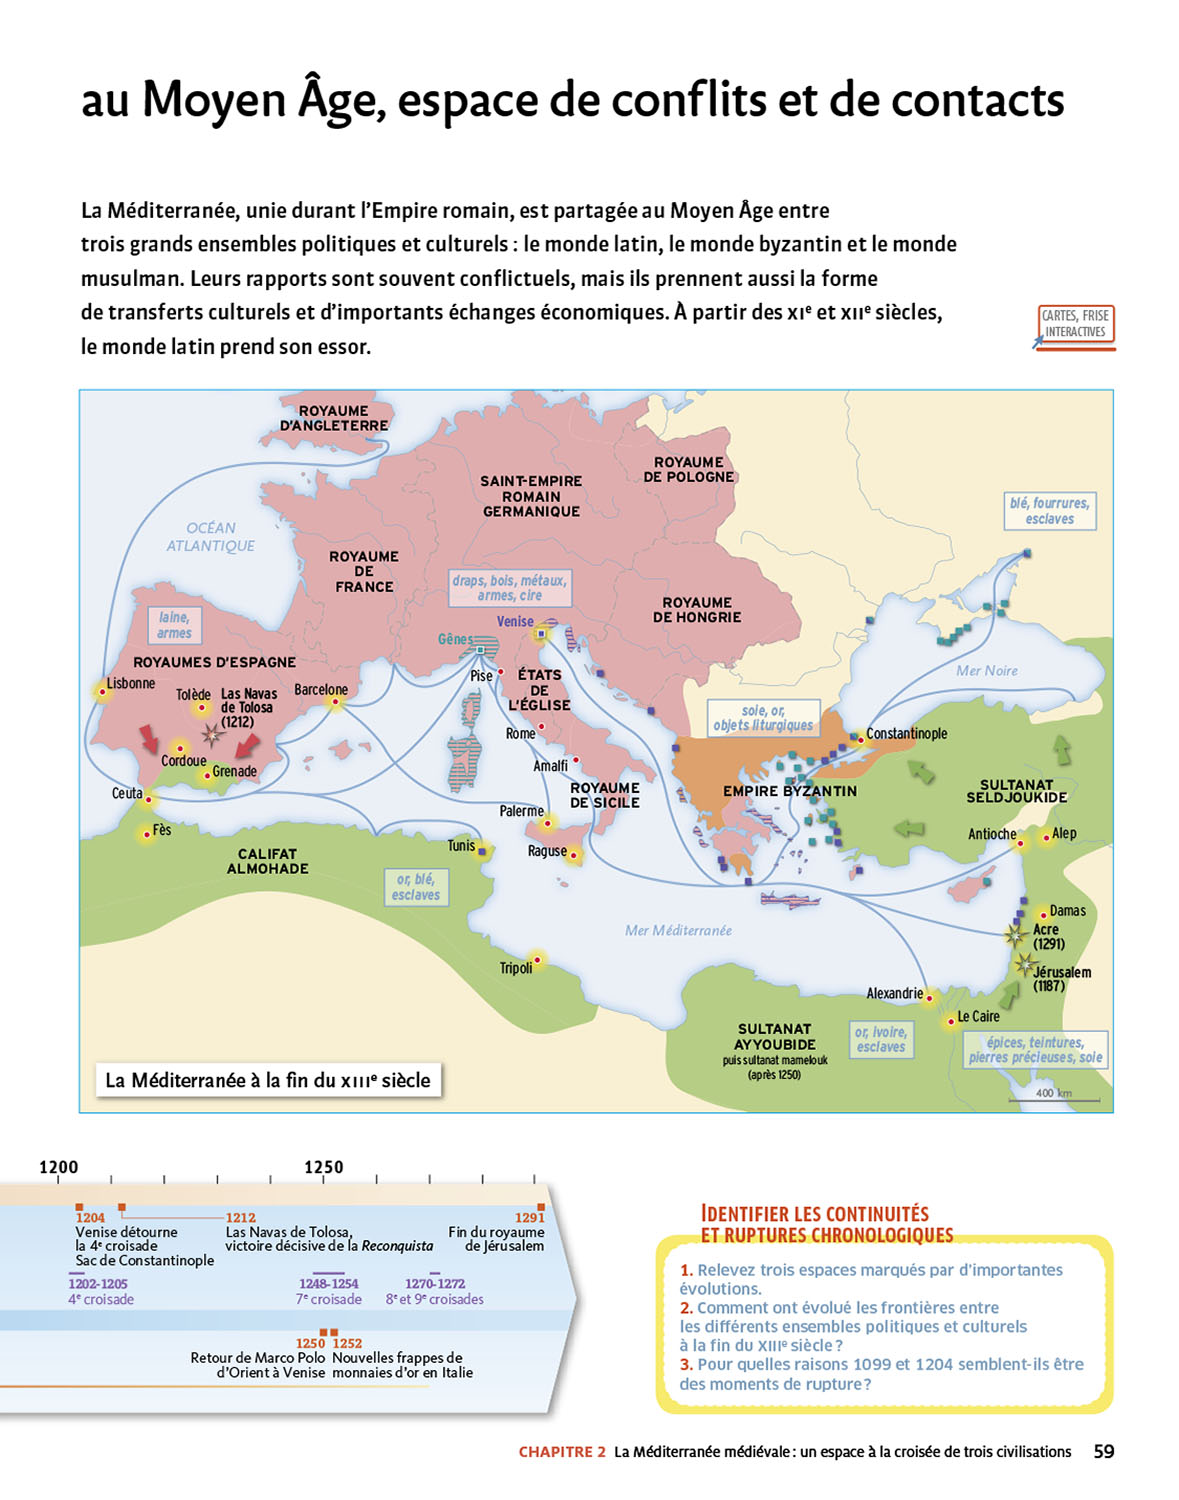 au Moyen Âge, espace de conflits et de contacts
La Méditerranée, unie durant l'Empire romain, est partagée au Moyen Âge entre
trois grands ensembles politiques et culturels : le monde latin, le monde byzantin et le monde
musulman. Leurs rapports sont souvent conflictuels, mais ils prennent aussi la forme
de transferts culturels et d'importants échanges économiques. À partir des XIe et XIIe siècles,
le monde latin prend son essor.
CARTES, FRISE
INTERACTIVES
ROYAUME
D'ANGLETERRE
SAINT-EMPIRE
ROMAIN
GERMANIQUE
ROYAUME
DE POLOGNE
blé, fourrures,
esclaves
OCÉAN
ATLANTIQUE
ROYAUME
DE
FRANCE
draps, bois, métaux,
armes, cire
ROYAUME
DE HONGRIE
laine,
armes
Venise
Gênes
ROYAUMES D'ESPAGNE
Mer Noire
Lisbonne
Tolède
Las Navas
de Tolosa
(1212)
Barcelone
Pise
ÉTATS
DE
L'ÉGLISE
soie, or,
objets liturgiques
Rome
Constantinople
Cordoue
Grenade
Amalfi
Ceuta
ROYAUME
DE SICILE
EMPIRE BYZANTIN
SULTANAT
SELDJOUKIDE
Palerme
Fès
Tunis
Raguse
Antioche
Alep
CALIFAT
ALMOHADE
or, blé,
esclaves
Mer Méditerranée
Damas
Acre
(1291)
Tripoli
Jérusalem
(1187)
Alexandrie
Le Caire
SULTANAT
AYYOUBIDE
puis sultanat mamelouk
(après 1250)
or, ivoire,
esclaves
épices, teintures,
pierres précieuses, soie
La Méditerranée à la fin du XIIIe siècle
400 km
1200
1250
1204
Venise détourne
la 4e croisade
Sac de Constantinople
1212
Las Navas de Tolosa,
victoire décisive de la Reconquista
1291
Fin du royaume
de Jérusalem
1202-1205
4e croisade
1248-1254
7e croisade
1270-1272
8e et 9e croisades
1250
Retour de Marco Polo
d'Orient à Venise
1252
Nouvelles frappes de
monnaies d'or en Italie
IDENTIFIER LES CONTINUITÉS
ET RUPTURES CHRONOLOGIQUES
1. Relevez trois espaces marqués par d'importantes
évolutions.
2. Comment ont évolué les frontières entre
les différents ensembles politiques et culturels
à la fin du XIIIe siècle ?
3. Pour quelles raisons 1099 et 1204 semblent-ils être
des moments de rupture ?
CHAPITRE 2 La Méditerranée médiévale : un espace à la croisée de trois civilisations 59